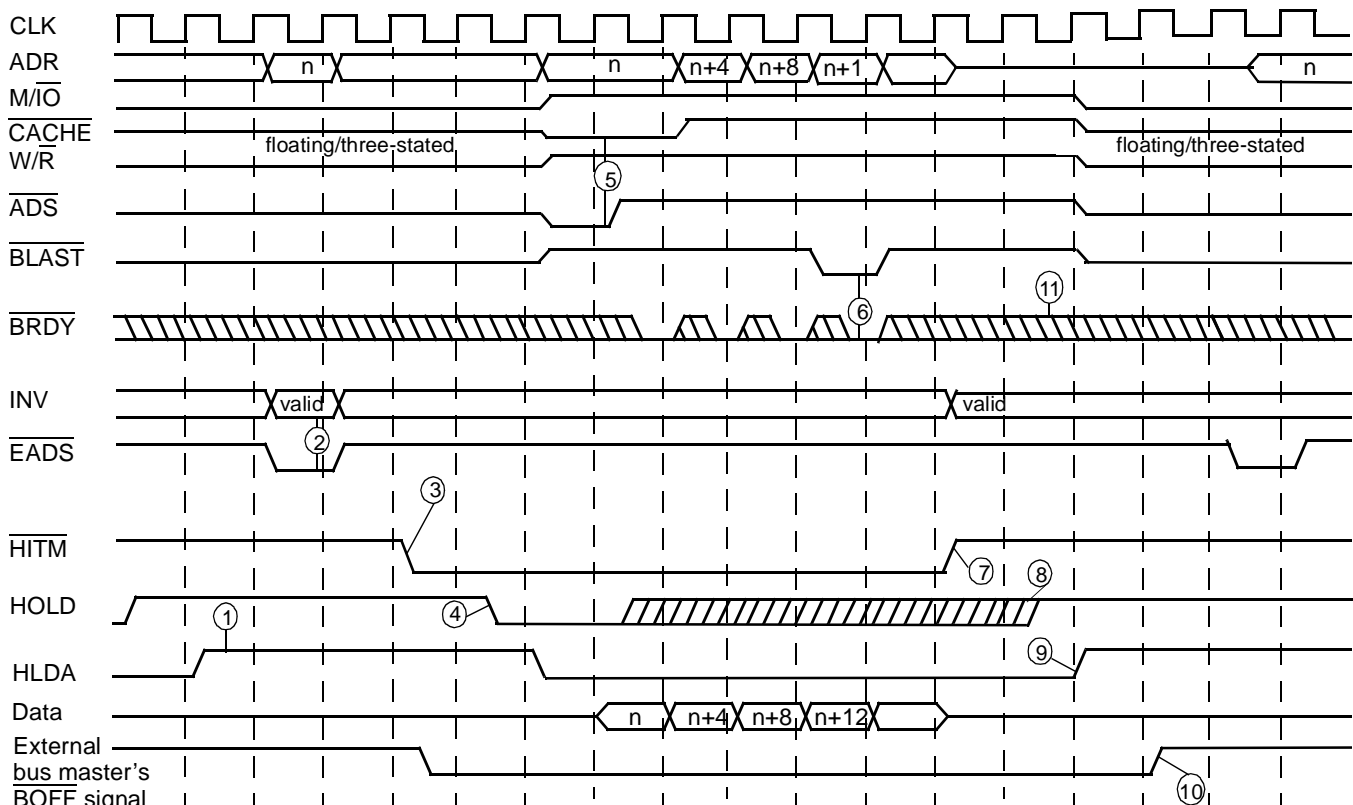 CLK
ADR n n n+4 n+8 n+1 n
M/IO
CACHE
floating/three-stated floating/three-stated
W/R
5
ADS
BLAST
11
6
BRDY
INV valid valid
2
EADS
3
HITM
7 8
HOLD
1 4
9
HLDA
Data n n+4 n+8 n+12
External
bus master's
10
BOFF signal